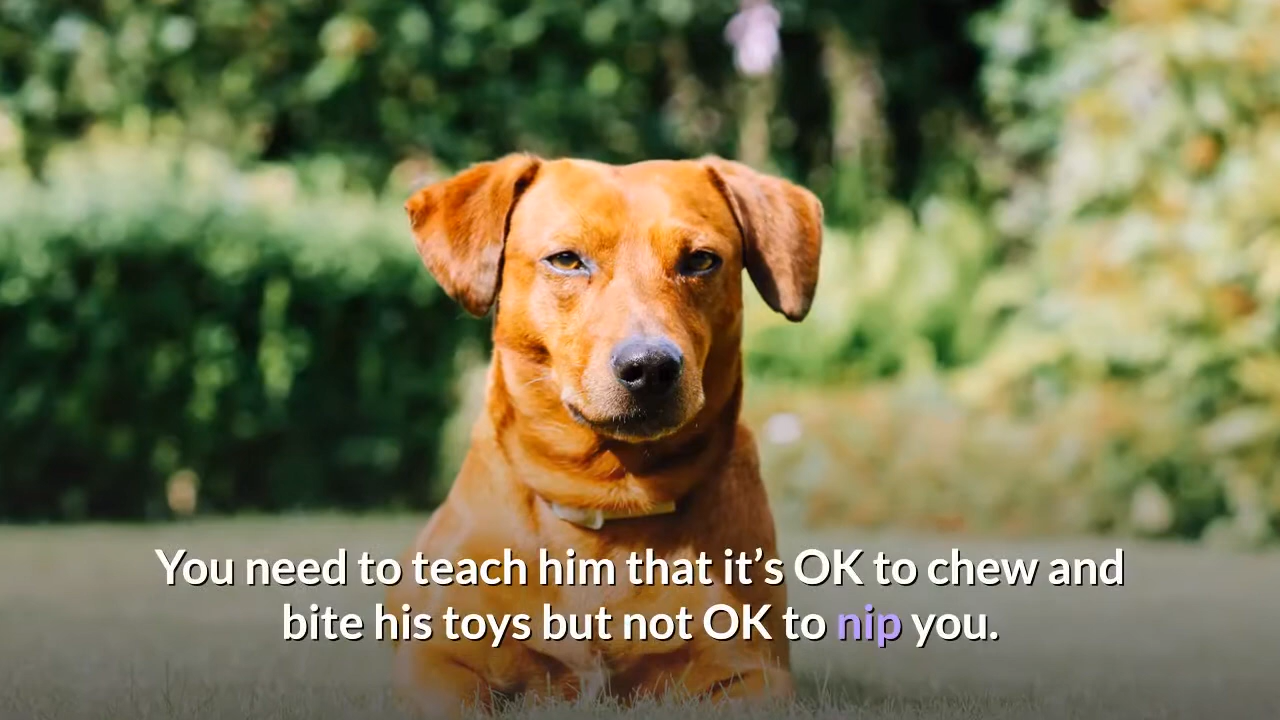 You need to teach him that it’s OK to chew and
bite his toys but not OK to nip you.